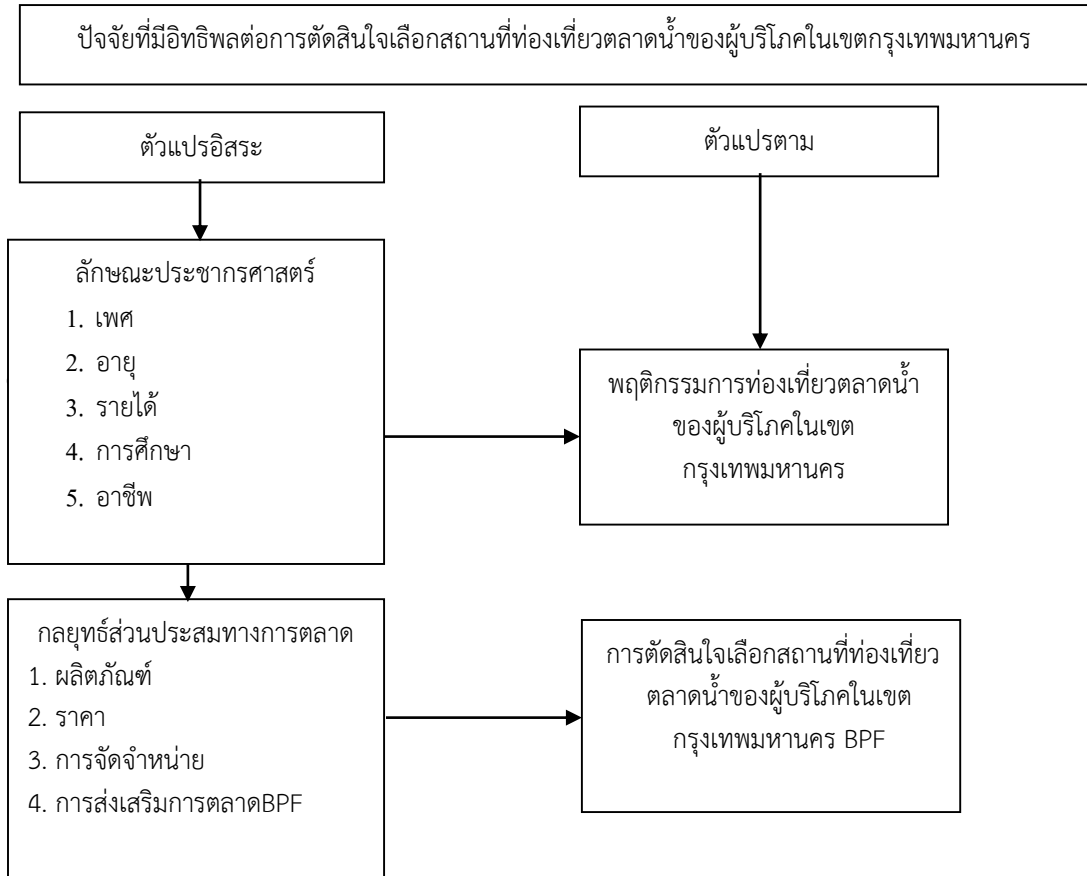 ปัจจัยที่มีอิทธิพลต่อการตัดสินใจเลือกสถานที่ท่องเที่ยวตลาดน้ำของผู้บริโภคในเขตกรุงเทพมหานคร
ตัวแปรอิสระ
ตัวแปรตาม
ลักษณะประชากรศาสตร์
1. เพศ
2. อายุ
3. รายได้
4. การศึกษา
5. อาชีพ
พฤติกรรมการท่องเที่ยวตลาดน้ำ
ของผู้บริโภคในเขต
กรุงเทพมหานคร
กลยุทธ์ส่วนประสมทางการตลาด
1. ผลิตภัณฑ์
2. ราคา
3. การจัดจำหน่าย
4. การส่งเสริมการตลาดBPF
การตัดสินใจเลือกสถานที่ท่องเที่ยว
ตลาดน้ำของผู้บริโภคในเขต
กรุงเทพมหานคร BPF